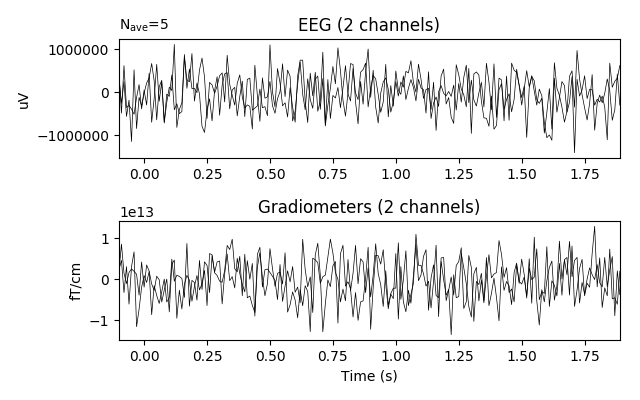 N_ave=5
EEG (2 channels)
1000000
0
−1000000
uV
0.00 0.25 0.50 0.75 1.00 1.25 1.50 1.75
1e13
Gradiometers (2 channels)
1
0
−1
fT/cm
0.00 0.25 0.50 0.75 1.00 1.25 1.50 1.75
Time (s)